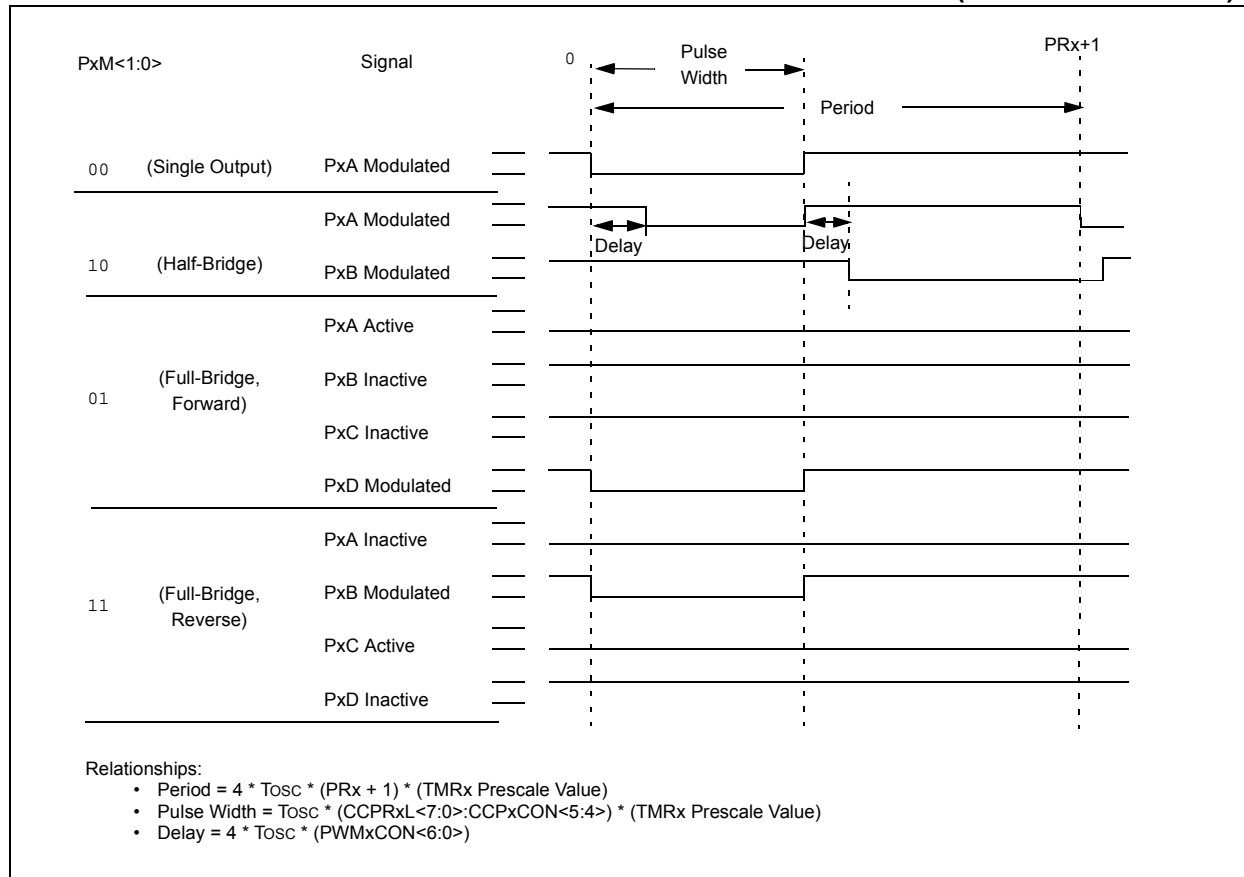 PxM<1:0>
Signal
0
Pulse
Width
PRx+1
Period
00 (Single Output) PxA Modulated
PxA Modulated
Delay
Delay
10 (Half-Bridge)
PxB Modulated
PxA Active
01 (Full-Bridge,
Forward)
PxB Inactive
PxC Inactive
PxD Modulated
PxA Inactive
11 (Full-Bridge,
Reverse)
PxB Modulated
PxC Active
PxD Inactive
Relationships:
• Period = 4 * TOSC * (PRx + 1) * (TMRx Prescale Value)
• Pulse Width = TOSC * (CCPRxL<7:0>:CCPxCON<5:4>) * (TMRx Prescale Value)
• Delay = 4 * TOSC * (PWMxCON<6:0>)